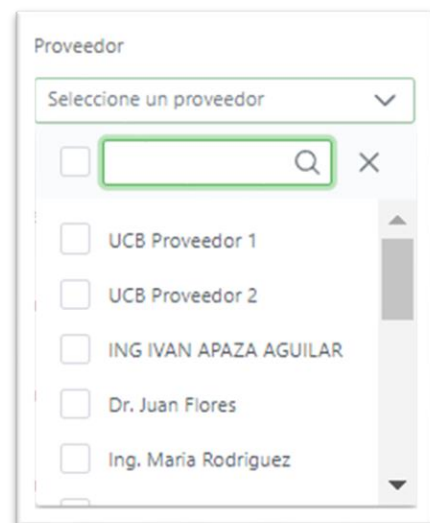 Proveedor
Seleccione un proveedor
UCB Proveedor 1
UCB Proveedor 2
ING IVAN APAZA AGUILAR
Dr. Juan Flores
Ing. Maria Rodriguez